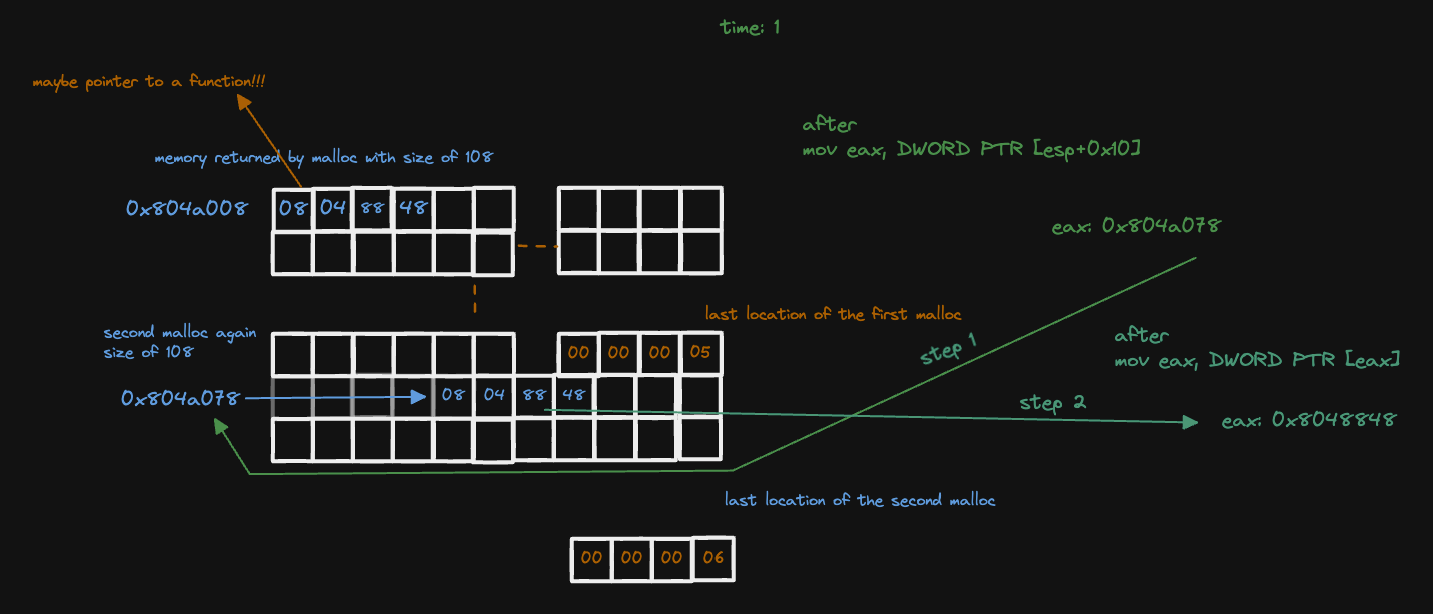 time: 1
maybe pointer to a function!!!
after
mov eax, DWORD PTR [esp+0x10]
memory returned by malloc with size of 108
0x804a008 08 04 88 48
eax: 0x804a078
last location of the first malloc
second malloc again
size of 108
00 00 00 05
step 1
after
mov eax, DWORD PTR [eax]
0x804a078 08 04 88 48
step 2
eax: 0x8048848
last location of the second malloc
00 00 00 06